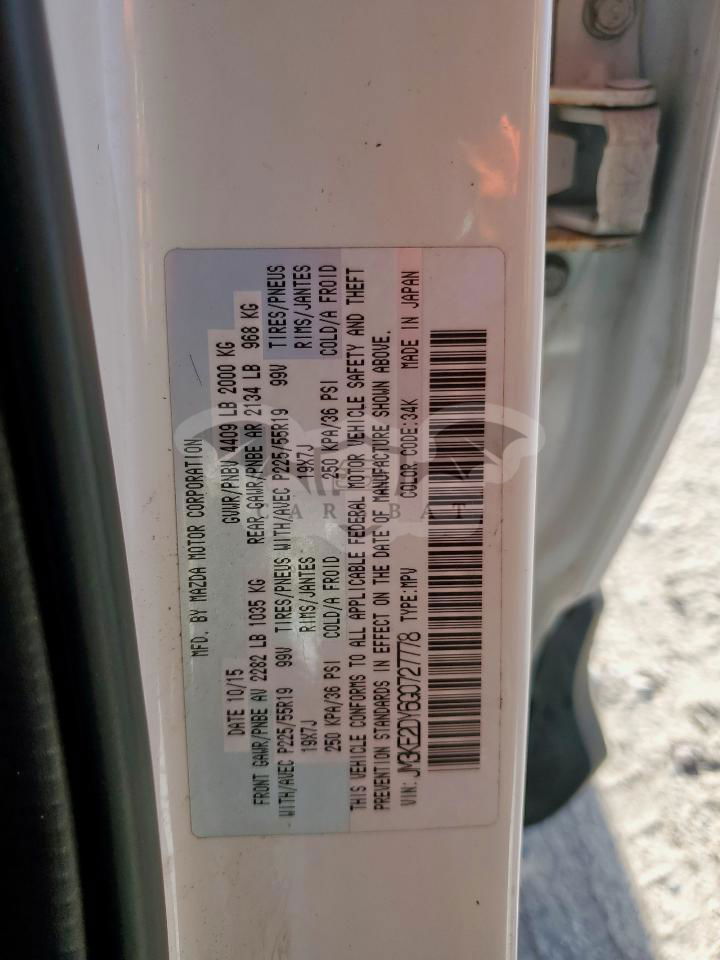 MFD. BY MAZDA MOTOR CORPORATION
DATE 10/15 GVWR/PNBV 4409 LB 2000 KG
FRONT GAWR/PNBE AV 2282 LB 1035 KG REAR GAWR/PNBE AR 2134 LB 968 KG
WITH/AVEC P225/55R19 99V TIRES/PNEUS WITH/AVEC P225/55R19 99V TIRES/PNEUS
19X7J RIMS/JANTES 19X7J RIMS/JANTES
250 KPA/36 PSI COLD/A FROID 250 KPA/36 PSI COLD/A FROID
THIS VEHICLE CONFORMS TO ALL APPLICABLE FEDERAL MOTOR VEHICLE SAFETY AND THEFT
PREVENTION STANDARDS IN EFFECT ON THE DATE OF MANUFACTURE SHOWN ABOVE.
VIN: JM3KE2DY6G0727778 TYPE:MPV COLOR CODE:34K MADE IN JAPAN
CAR BAT